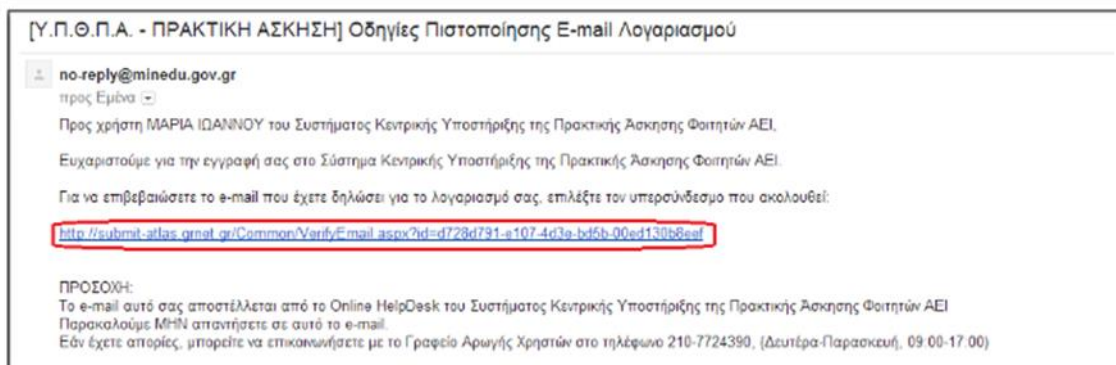 [Υ.Π.Θ.Π.Α. - ΠΡΑΚΤΙΚΗ ΑΣΚΗΣΗ] Οδηγίες Πιστοποίησης E-mail Λογαριασμού
no-reply@minedu.gov.gr
προς Εμένα
Προς χρήστη ΜΑΡΙΑ ΙΩΑΝΝΟΥ του Συστήματος Κεντρικής Υποστήριξης της Πρακτικής Άσκησης Φοιτητών ΑΕΙ,
Ευχαριστούμε για την εγγραφή σας στο Σύστημα Κεντρικής Υποστήριξης της Πρακτικής Άσκησης Φοιτητών ΑΕΙ.
Για να επιβεβαιώσετε το e-mail που έχετε δηλώσει για το λογαριασμό σας, επιλέξτε τον υπερσύνδεσμο που ακολουθεί:
http://submit-atlas.grnet.gr/Common/VerifyEmail.aspx?id=d728d791-e107-4d3e-bd5b-00ed130b8eef
ΠΡΟΣΟΧΗ:
Το e-mail αυτό σας αποστέλλεται από το Online HelpDesk του Συστήματος Κεντρικής Υποστήριξης της Πρακτικής Άσκησης Φοιτητών ΑΕΙ
Παρακαλούμε ΜΗΝ απαντήσετε σε αυτό το e-mail.
Εάν έχετε απορίες, μπορείτε να επικοινωνήσετε με το Γραφείο Αρωγής Χρηστών στο τηλέφωνο 210-7724390, (Δευτέρα-Παρασκευή, 09:00-17:00)